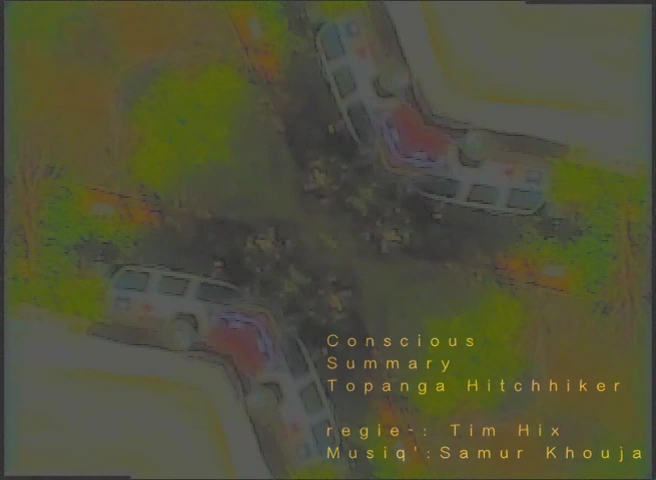 Conscious
Summary
Topanga Hitchhiker
regie-: Tim Hix
Musiq':Samur Khouja